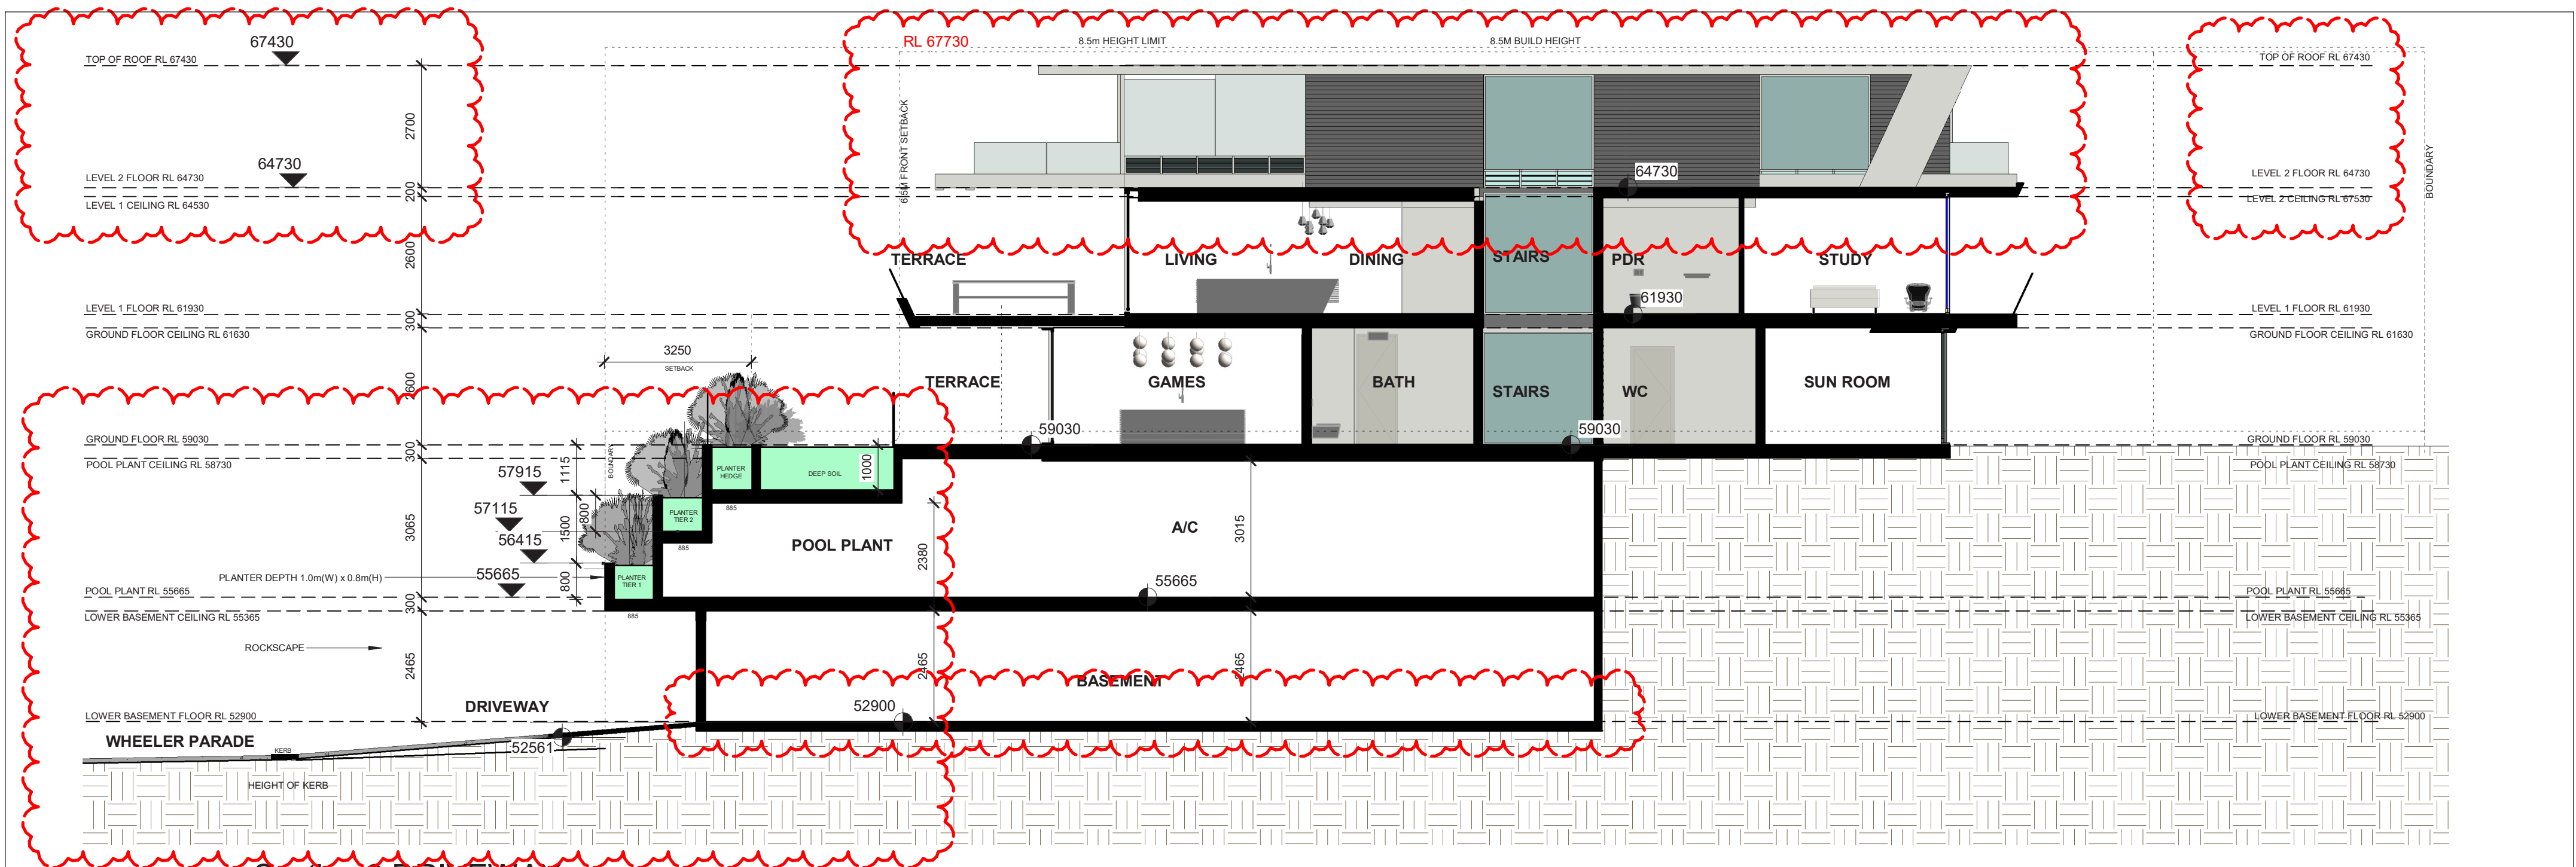 67430
RL 67730
8.5m HEIGHT LIMIT
8.5M BUILD HEIGHT
TOP OF ROOF RL 67430
TOP OF ROOF RL 67430
2700
6.5M FRONT SETBACK
BOUNDARY
64730
64730
LEVEL 2 FLOOR RL 64730
LEVEL 2 FLOOR RL 64730
200
LEVEL 1 CEILING RL 64530
LEVEL 2 CEILING RL 67530
2600
TERRACE
LIVING
DINING
STAIRS
PDR
STUDY
61930
LEVEL 1 FLOOR RL 61930
LEVEL 1 FLOOR RL 61930
300
GROUND FLOOR CEILING RL 61630
GROUND FLOOR CEILING RL 61630
3250
SETBACK
2600
TERRACE
GAMES
BATH
STAIRS
WC
SUN ROOM
59030
59030
GROUND FLOOR RL 59030
GROUND FLOOR RL 59030
300
POOL PLANT CEILING RL 58730
POOL PLANT CEILING RL 58730
BOUNDARY
1115
57915
PLANTER
HEDGE
DEEP SOIL
1000
885
57115
800
PLANTER
TIER 2
3065
1500
A/C
3015
56415
885
POOL PLANT
2380
PLANTER DEPTH 1.0m(W) x 0.8m(H)
55665
800
PLANTER
TIER 1
55665
POOL PLANT RL 55665
POOL PLANT RL 55665
300
LOWER BASEMENT CEILING RL 55365
885
LOWER BASEMENT CEILING RL 55365
ROCKSCAPE
2465
2465
2465
BASEMENT
DRIVEWAY
52900
LOWER BASEMENT FLOOR RL 52900
LOWER BASEMENT FLOOR RL 52900
WHEELER PARADE
KERB
52561
HEIGHT OF KERB